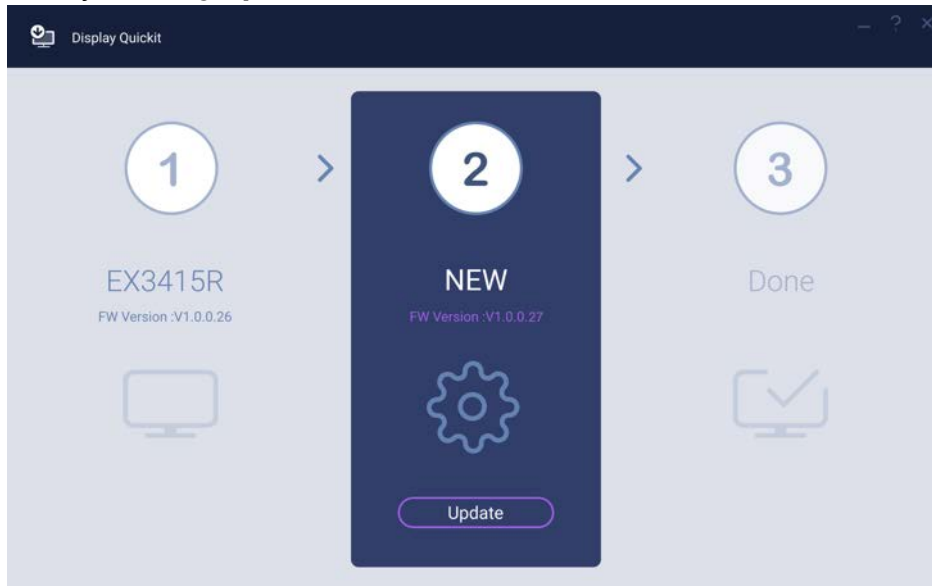 Display Quickit
1
2
3
EX3415R
NEW
Done
FW Version :V1.0.0.26
FW Version :V1.0.0.27
Update